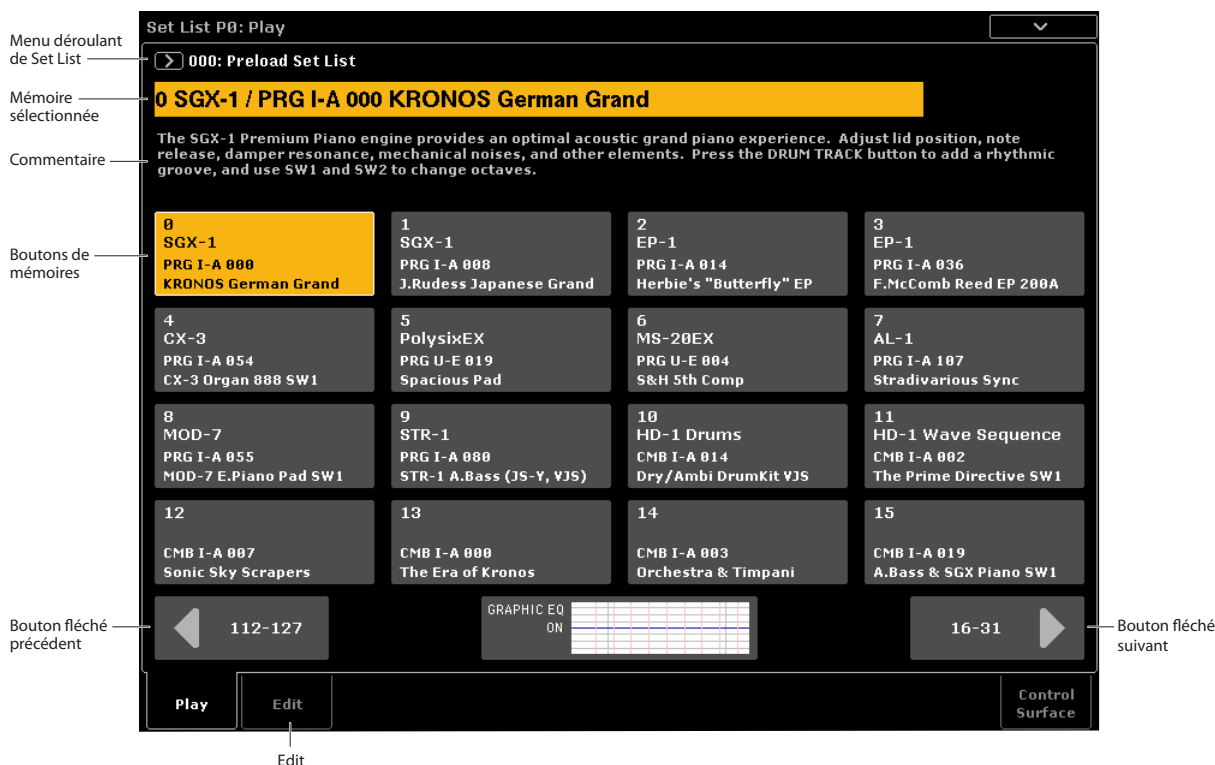 Set List P0: Play
Menu déroulant
de Set List
000: Preload Set List
Mémoire
sélectionnée
0 SGX-1 / PRG I-A 000 KRONOS German Grand
Commentaire
The SGX-1 Premium Piano engine provides an optimal acoustic grand piano experience. Adjust lid position, note
release, damper resonance, mechanical noises, and other elements. Press the DRUM TRACK button to add a rhythmic
groove, and use SW1 and SW2 to change octaves.
Boutons de
mémoires
0
SGX-1
PRG I-A 000
KRONOS German Grand
1
SGX-1
PRG I-A 008
J.Rudess Japanese Grand
2
EP-1
PRG I-A 014
Herbie's "Butterfly" EP
3
EP-1
PRG I-A 036
F.McComb Reed EP 200A
4
CX-3
PRG I-A 054
CX-3 Organ 888 SW1
5
PolysixEX
PRG U-E 019
Spacious Pad
6
MS-20EX
PRG U-E 004
S&H 5th Comp
7
AL-1
PRG I-A 107
Stradivarious Sync
8
MOD-7
PRG I-A 055
MOD-7 E.Piano Pad SW1
9
STR-1
PRG I-A 080
STR-1 A.Bass (JS-Y, ¥JS)
10
HD-1 Drums
CMB I-A 014
Dry/Ambi DrumKit ¥JS
11
HD-1 Wave Sequence
CMB I-A 002
The Prime Directive SW1
12
CMB I-A 007
Sonic Sky Scrapers
13
CMB I-A 000
The Era of Kronos
14
CMB I-A 003
Orchestra & Timpani
15
CMB I-A 019
A.Bass & SGX Piano SW1
Bouton fléché
précédent
112-127
GRAPHIC EQ
ON
16-31
Bouton fléché
suivant
Play
Edit
Control
Surface
Edit